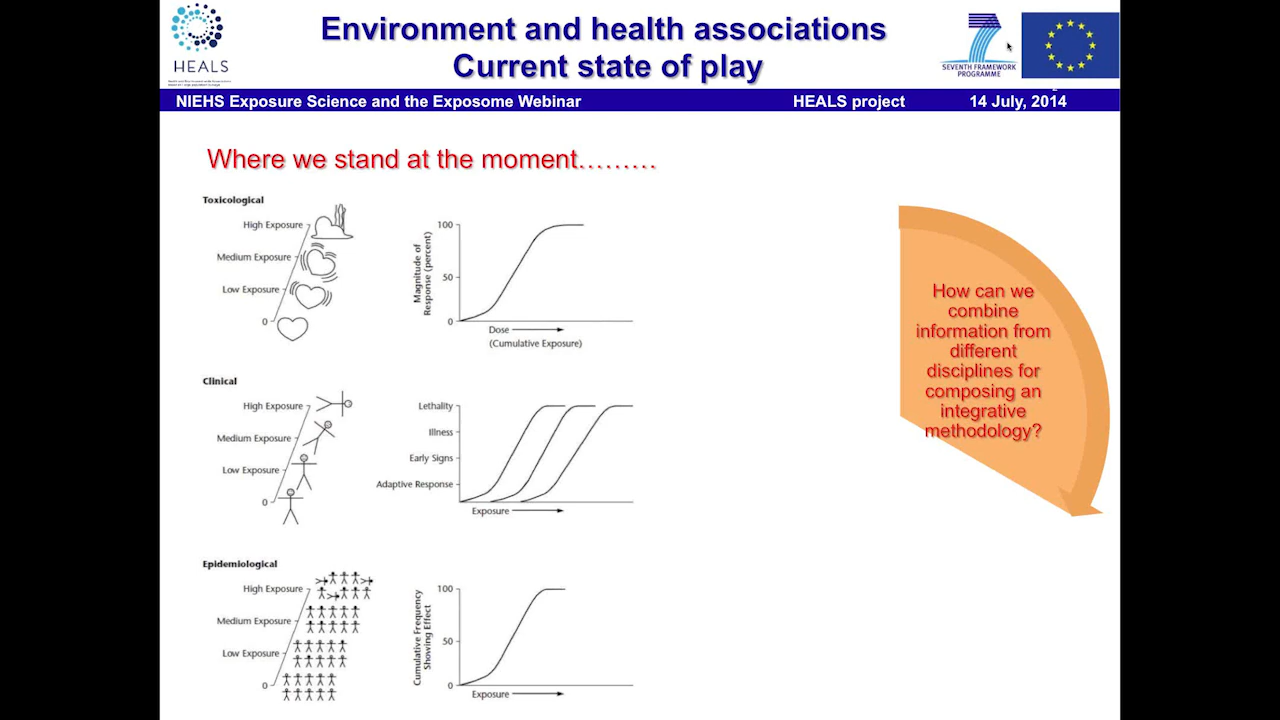 HEALS
Environment and health associations
Current state of play
SEVENTH FRAMEWORK
PROGRAMME
NIEHS Exposure Science and the Exposome Webinar
HEALS project
14 July, 2014
Where we stand at the moment………
Toxicological
High Exposure
Medium Exposure
Low Exposure
0
Magnitude of
Response (percent)
100
50
0
Dose
(Cumulative Exposure)
Clinical
High Exposure
Medium Exposure
Low Exposure
0
Lethality
Illness
Early Signs
Adaptive Response
Exposure
Epidemiological
High Exposure
Medium Exposure
Low Exposure
0
Cumulative Frequency
Showing Effect
100
50
0
Exposure
How can we
combine
information from
different
disciplines for
composing an
integrative
methodology?